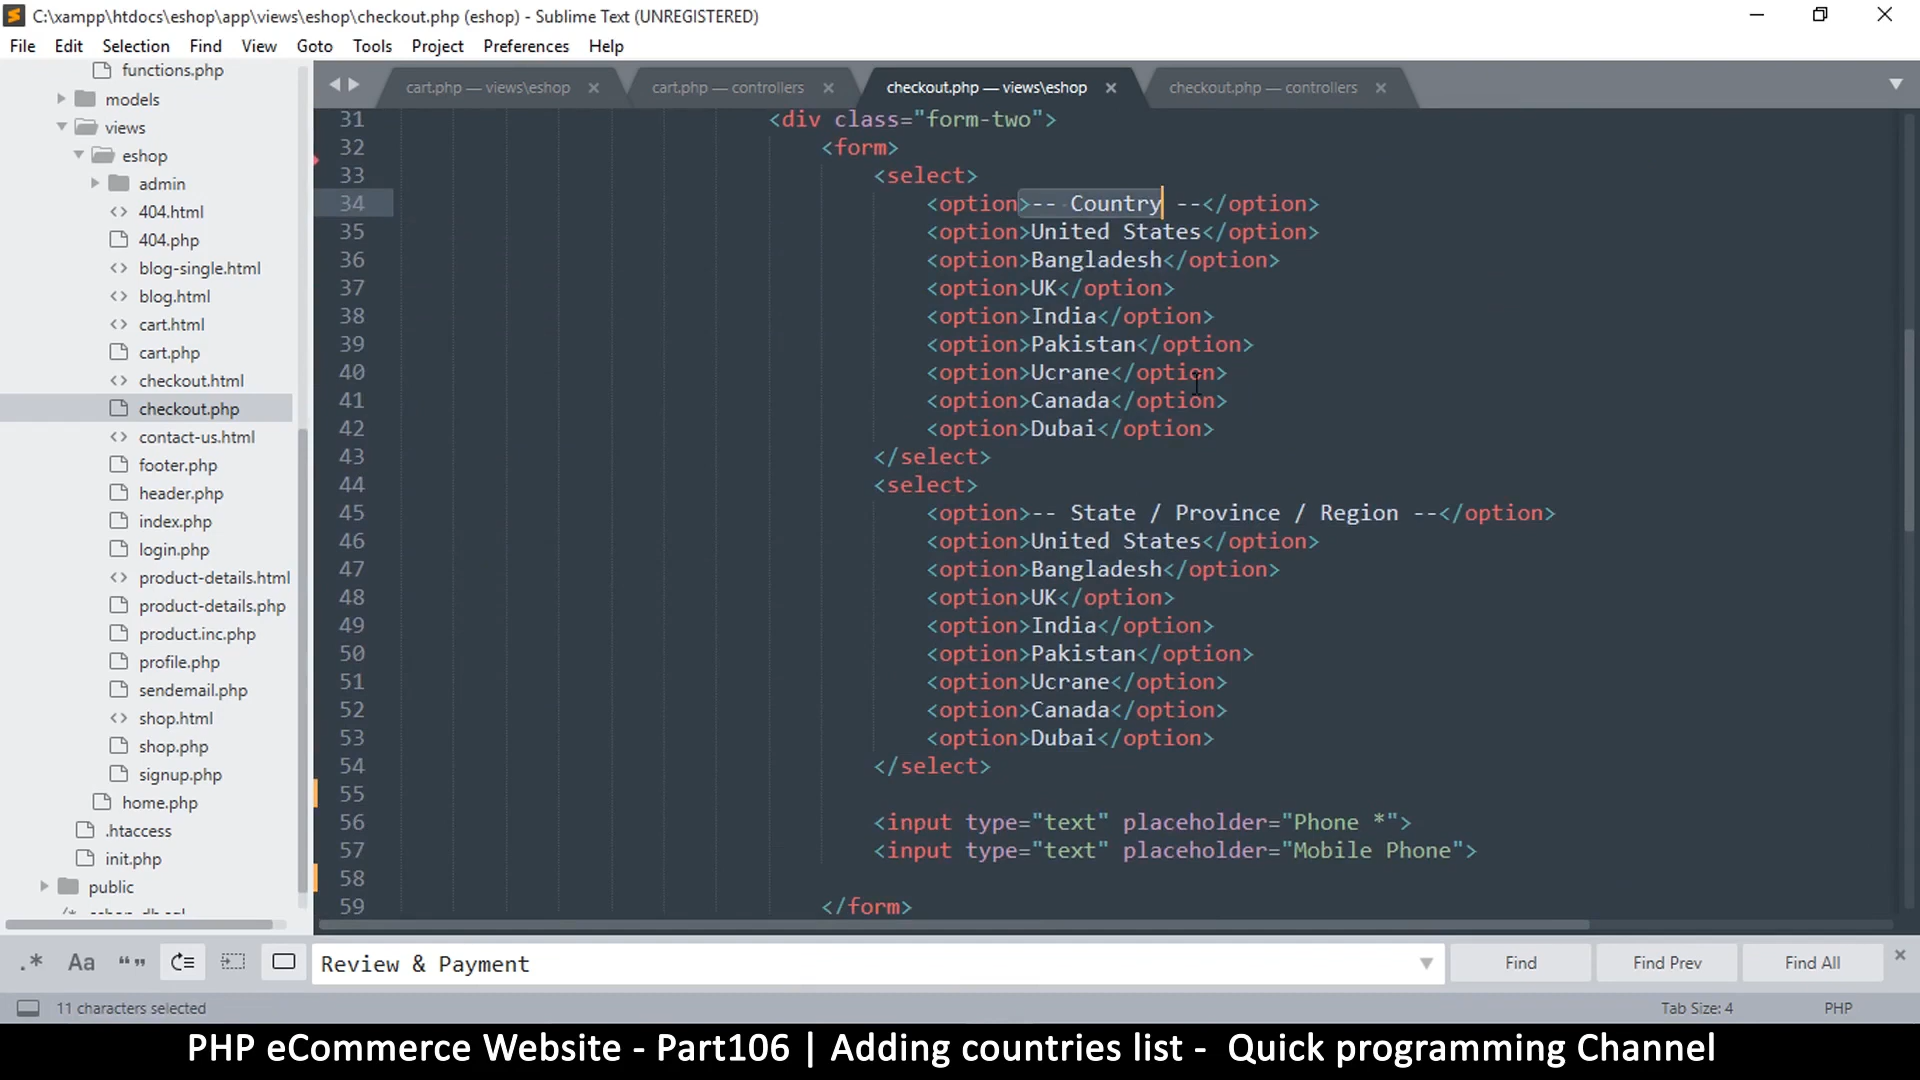 C:\xampp\htdocs\eshop\app\views\eshop\checkout.php (eshop) - Sublime Text (UNREGISTERED)
File Edit Selection Find View Goto Tools Project Preferences Help
functions.php
models
views
eshop
admin
404.html
404.php
blog-single.html
blog.html
cart.html
cart.php
checkout.html
checkout.php
contact-us.html
footer.php
header.php
index.php
login.php
product-details.html
product-details.php
product.inc.php
profile.php
sendemail.php
shop.html
shop.php
signup.php
home.php
.htaccess
init.php
public
cart.php — views\eshop cart.php — controllers checkout.php — views\eshop checkout.php — controllers
31 <div class="form-two">
32 <form>
33 <select>
34 <option>-- Country --</option>
35 <option>United States</option>
36 <option>Bangladesh</option>
37 <option>UK</option>
38 <option>India</option>
39 <option>Pakistan</option>
40 <option>Ucrane</option>
41 <option>Canada</option>
42 <option>Dubai</option>
43 </select>
44 <select>
45 <option>-- State / Province / Region --</option>
46 <option>United States</option>
47 <option>Bangladesh</option>
48 <option>UK</option>
49 <option>India</option>
50 <option>Pakistan</option>
51 <option>Ucrane</option>
52 <option>Canada</option>
53 <option>Dubai</option>
54 </select>
55
56 <input type="text" placeholder="Phone *">
57 <input type="text" placeholder="Mobile Phone">
58
59 </form>
.* Aa “” Review & Payment Find Find Prev Find All
11 characters selected Tab Size: 4 PHP
PHP eCommerce Website - Part106 | Adding countries list - Quick programming Channel